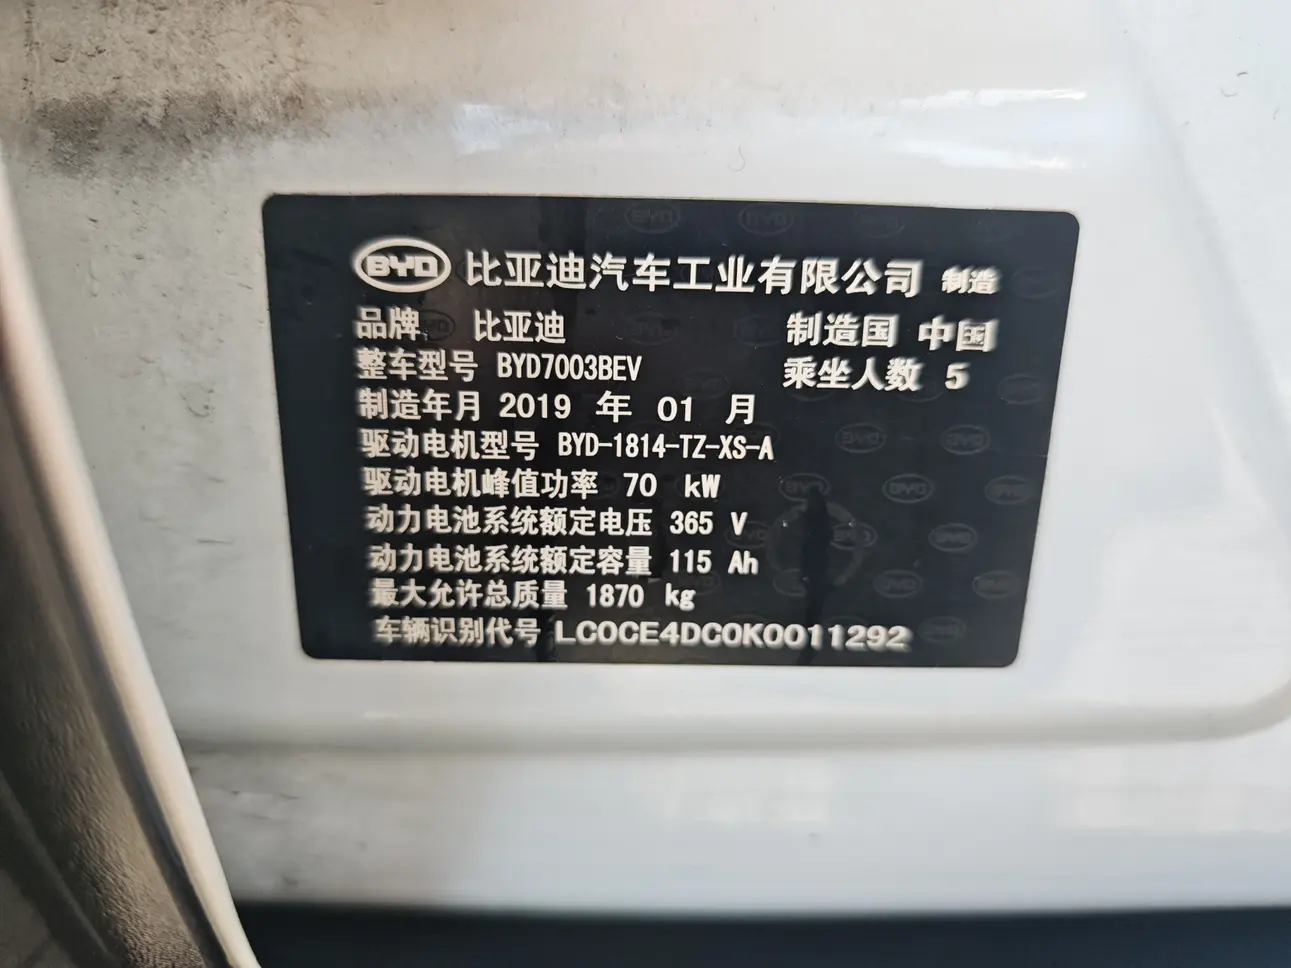 BYD 比亚迪汽车工业有限公司 制造
品牌 比亚迪 制造国 中国
整车型号 BYD7003BEV 乘坐人数 5
制造年月 2019 年 01 月
驱动电机型号 BYD-1814-TZ-XS-A
驱动电机峰值功率 70 kW
动力电池系统额定电压 365 V
动力电池系统额定容量 115 Ah
最大允许总质量 1870 kg
车辆识别代号 LC0CE4DC0K0011292